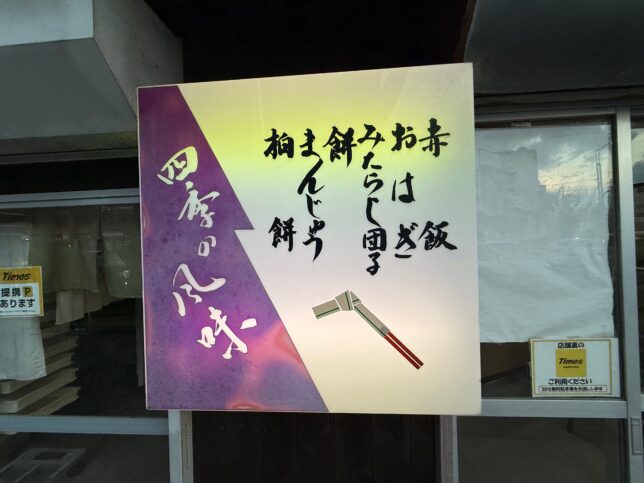 四季の風味
赤飯
おはぎ
みたらし団子
餅
まんじゅう
柏餅
Times
提携P
あります
店舗裏の
Times
PARKING
ご利用ください